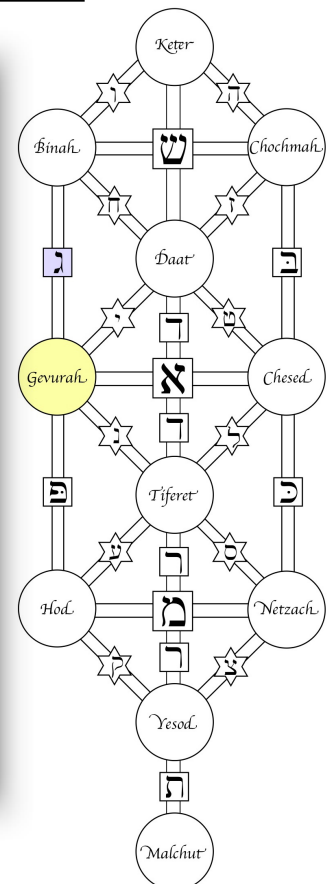 Keter
ו ה
Binah ש Chochmah
ח ז
ג Daat בּ
י ד ט
Gevurah א Chesed
נ ד ל
פּ Tiferet כּ
ע ר ס
Hod מ Netzach
ק ר צ
Yesod
ת
Malchut